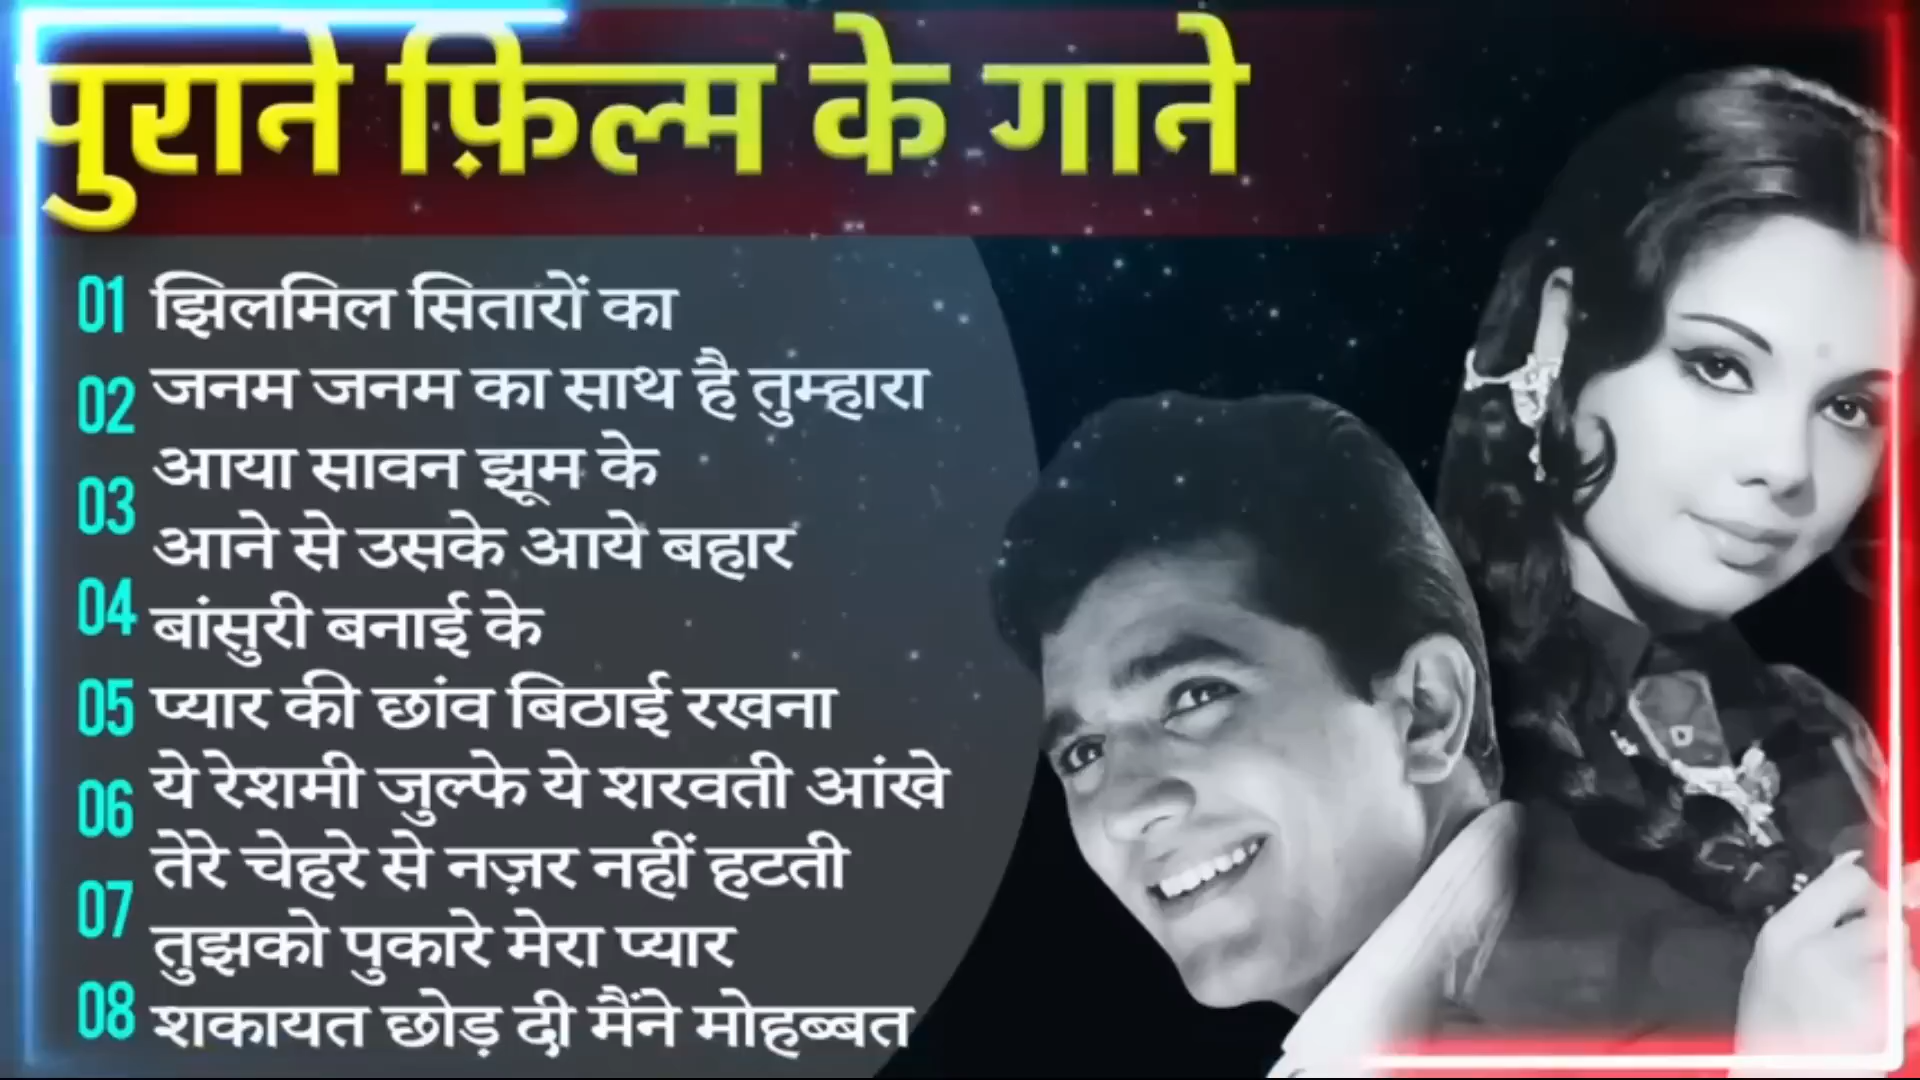 पुराने फ़िल्म के गाने
01 झिलमिल सितारों का
02 जनम जनम का साथ है तुम्हारा
आया सावन झूम के
03 आने से उसके आये बहार
04 बांसुरी बनाई के
05 प्यार की छांव बिठाई रखना
06 ये रेशमी जुल्फे ये शरवती आंखे
तेरे चेहरे से नज़र नहीं हटती
07 तुझको पुकारे मेरा प्यार
08 शकायत छोड़ दी मैंने मोहब्बत